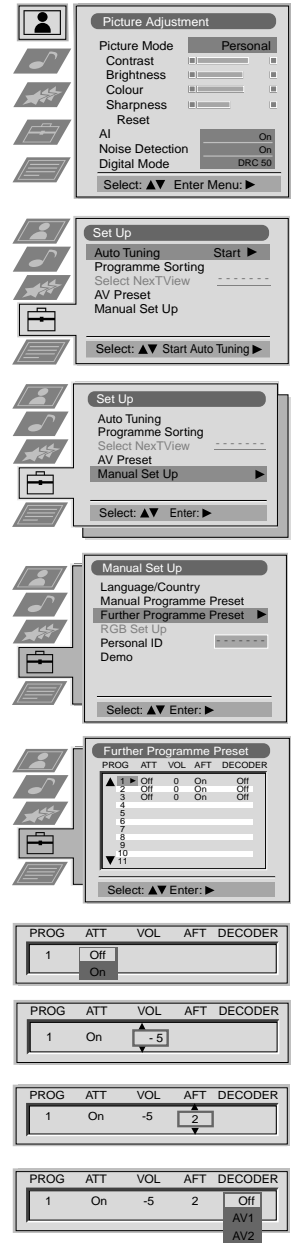 Picture Adjustment
Picture Mode Personal
Contrast
Brightness
Colour
Sharpness
Reset
AI On
Noise Detection On
Digital Mode DRC 50
Select: ▲▼ Enter Menu: ▶
Set Up
Auto Tuning Start ▶
Programme Sorting
Select NexTView - - - - - - -
AV Preset
Manual Set Up
Select: ▲▼ Start Auto Tuning ▶
Set Up
Auto Tuning
Programme Sorting
Select NexTView - - - - - - -
AV Preset
Manual Set Up ▶
Select: ▲▼ Enter: ▶
Manual Set Up
Language/Country
Manual Programme Preset
Further Programme Preset ▶
RGB Set Up
Personal ID - - - - - - -
Demo
Select: ▲▼ Enter: ▶
Further Programme Preset
PROG ATT VOL AFT DECODER
▲ 1 ▶ Off 0 On Off
2 Off 0 On Off
3 Off 0 On Off
4
5
6
7
8
9
10
▼ 11
Select: ▲▼ Enter: ▶
PROG ATT VOL AFT DECODER
1 Off
On
PROG ATT VOL AFT DECODER
1 On - 5
PROG ATT VOL AFT DECODER
1 On -5 2
PROG ATT VOL AFT DECODER
1 On -5 2 Off
AV1
AV2